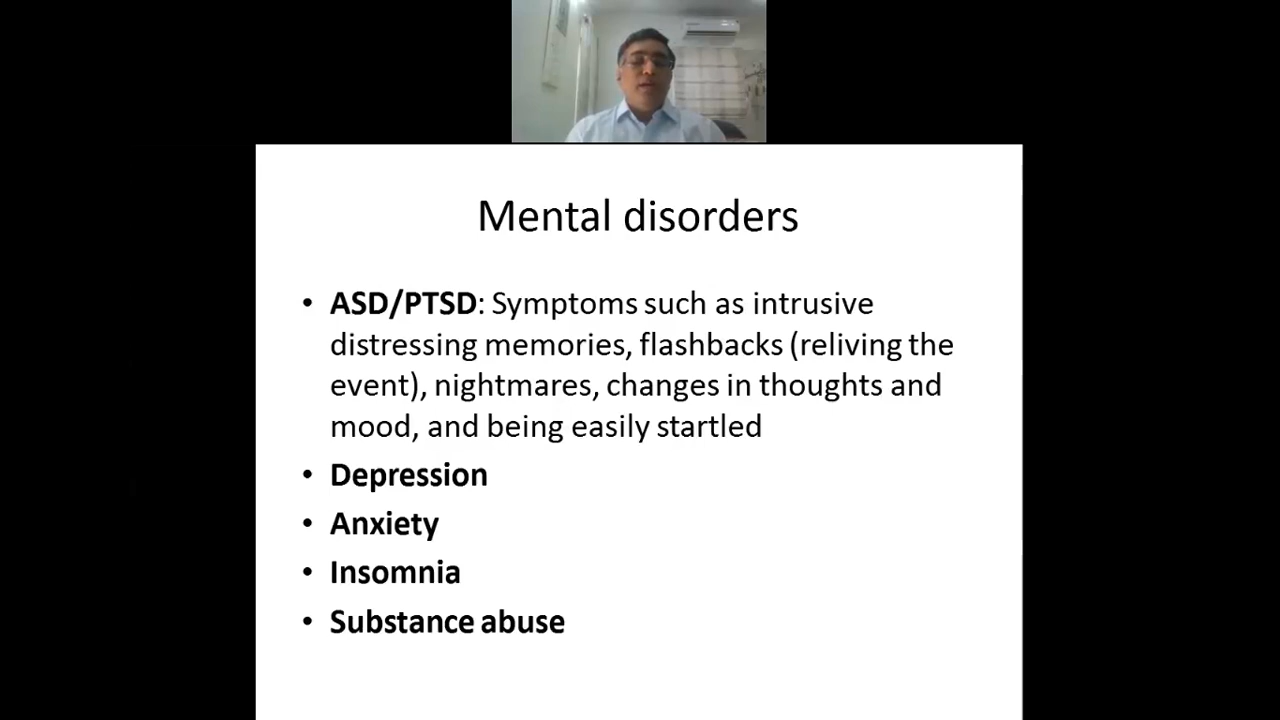 Mental disorders
• ASD/PTSD: Symptoms such as intrusive
distressing memories, flashbacks (reliving the
event), nightmares, changes in thoughts and
mood, and being easily startled
• Depression
• Anxiety
• Insomnia
• Substance abuse